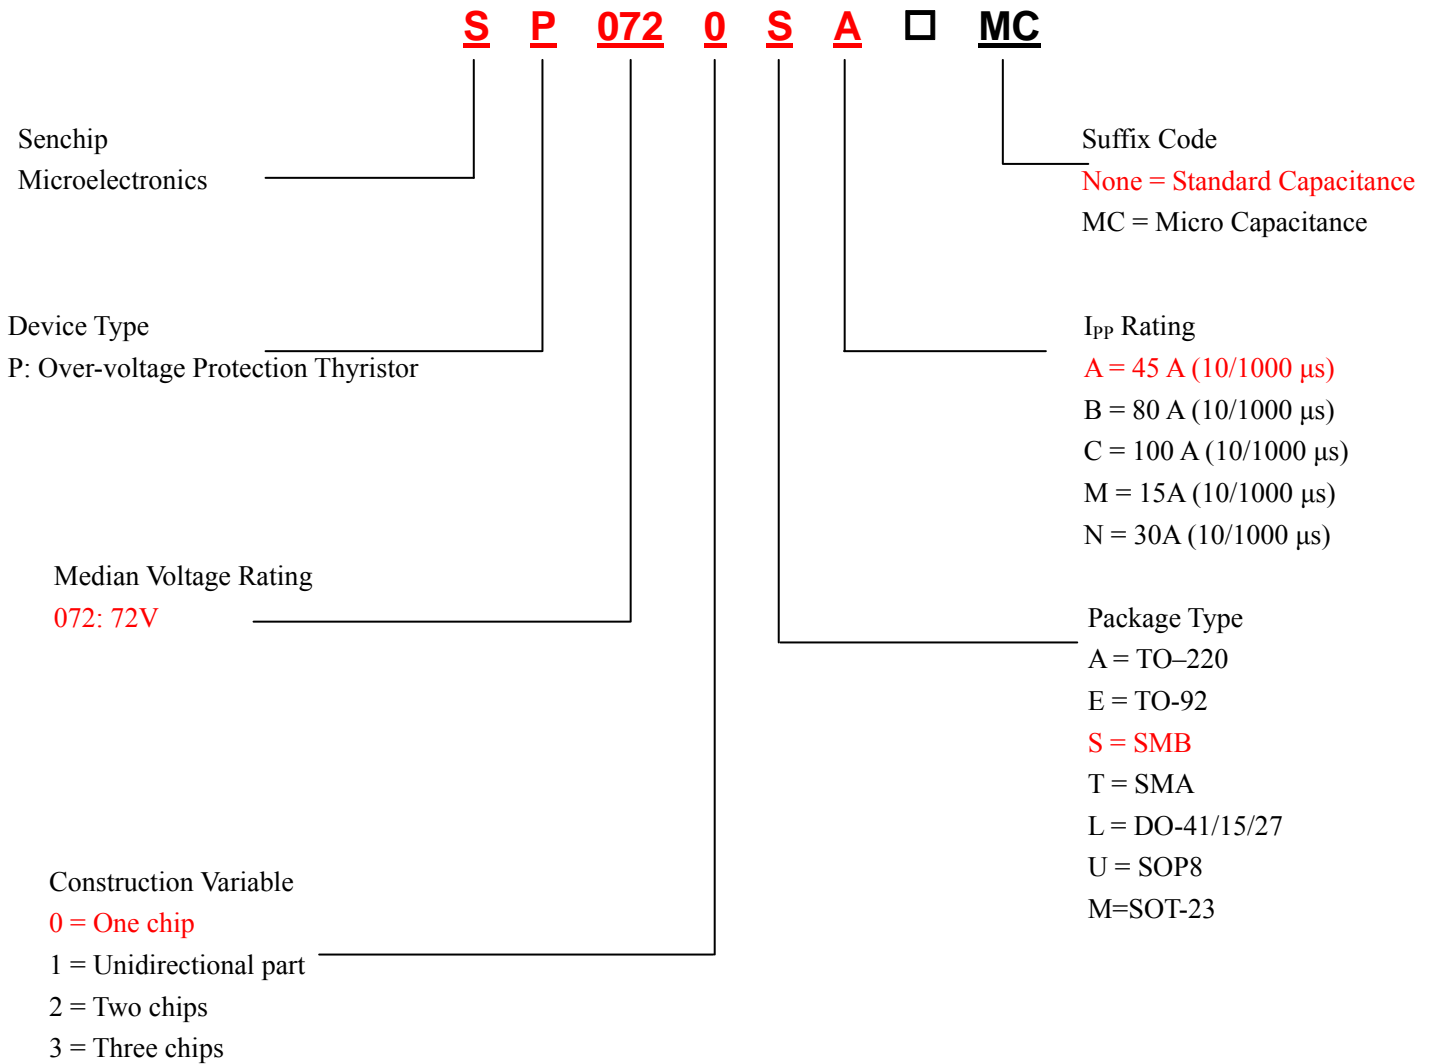 S P 072 0 S A □ MC
Senchip
Microelectronics
Suffix Code
None = Standard Capacitance
MC = Micro Capacitance
Device Type
P: Over-voltage Protection Thyristor
IPP Rating
A = 45 A (10/1000 μs)
B = 80 A (10/1000 μs)
C = 100 A (10/1000 μs)
M = 15A (10/1000 μs)
N = 30A (10/1000 μs)
Median Voltage Rating
072: 72V
Package Type
A = TO–220
E = TO-92
S = SMB
T = SMA
L = DO-41/15/27
U = SOP8
M=SOT-23
Construction Variable
0 = One chip
1 = Unidirectional part
2 = Two chips
3 = Three chips